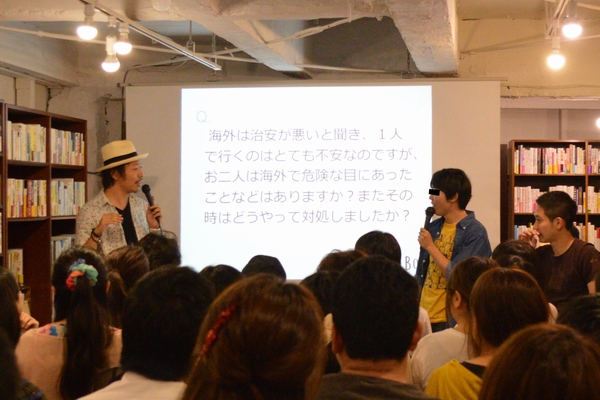 Q.
海外は治安が悪いと聞き、１人
で行くのはとても不安なのですが、
お二人は海外で危険な目にあった
ことなどはありますか？またその
時はどうやって対処しましたか？